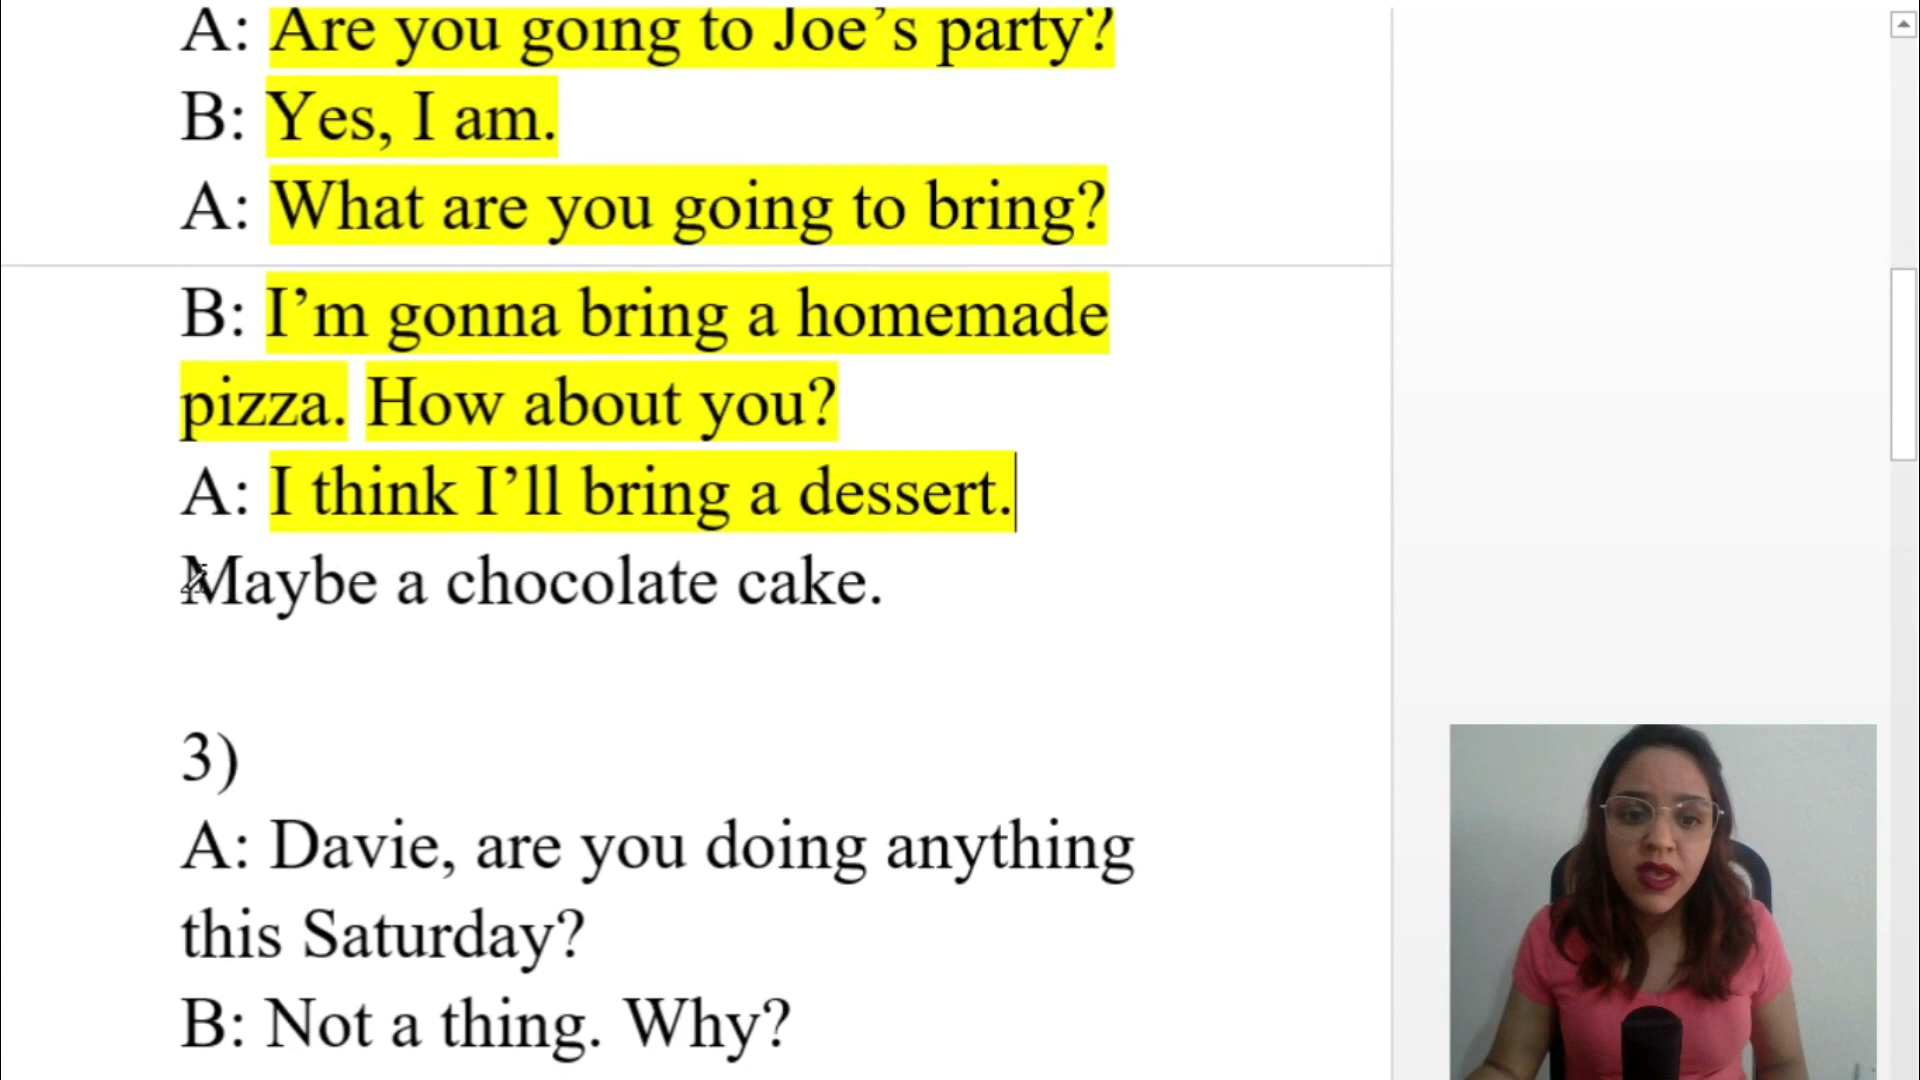 A: Are you going to Joe’s party?
B: Yes, I am.
A: What are you going to bring?
B: I’m gonna bring a homemade
pizza. How about you?
A: I think I’ll bring a dessert.
Maybe a chocolate cake.
3)
A: Davie, are you doing anything
this Saturday?
B: Not a thing. Why?